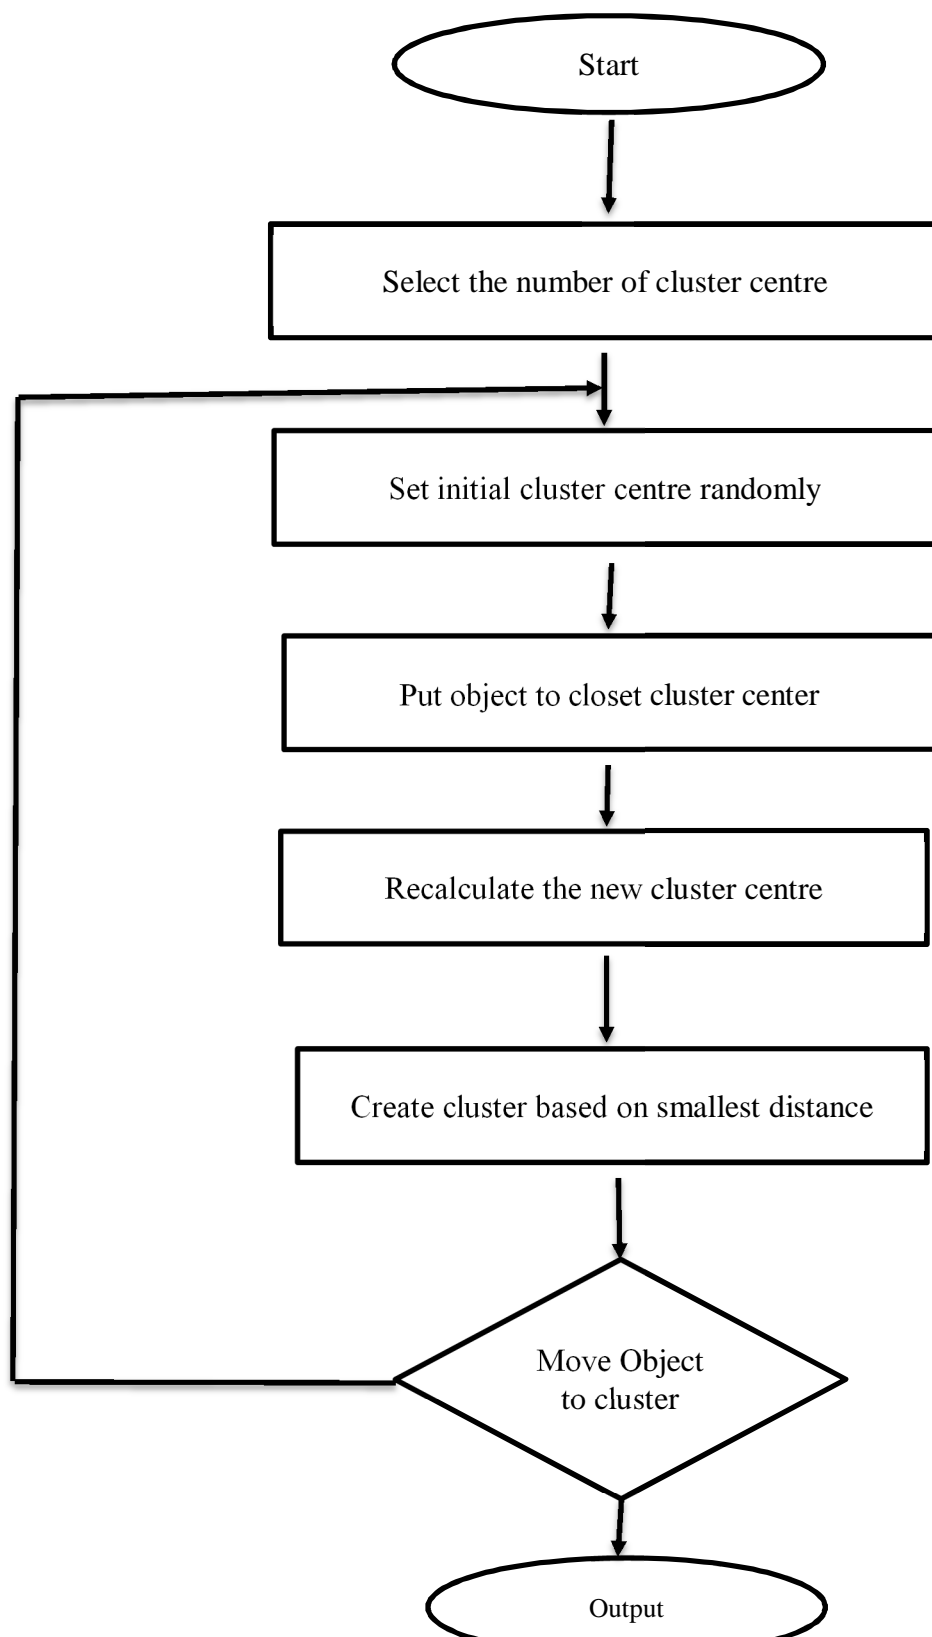 Start
Select the number of cluster centre
Set initial cluster centre randomly
Put object to closet cluster center
Recalculate the new cluster centre
Create cluster based on smallest distance
Move Object
to cluster
Output